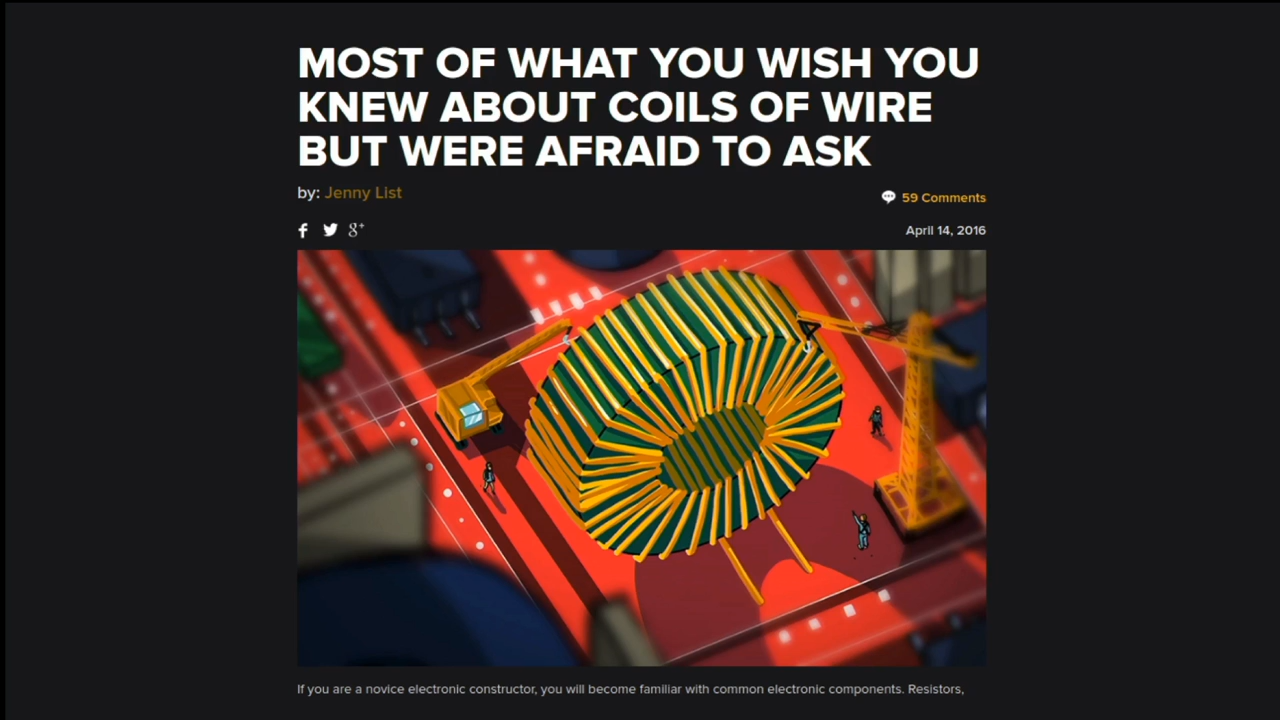 MOST OF WHAT YOU WISH YOU
KNEW ABOUT COILS OF WIRE
BUT WERE AFRAID TO ASK
by: Jenny List
59 Comments
f g+
April 14, 2016
If you are a novice electronic constructor, you will become familiar with common electronic components. Resistors,